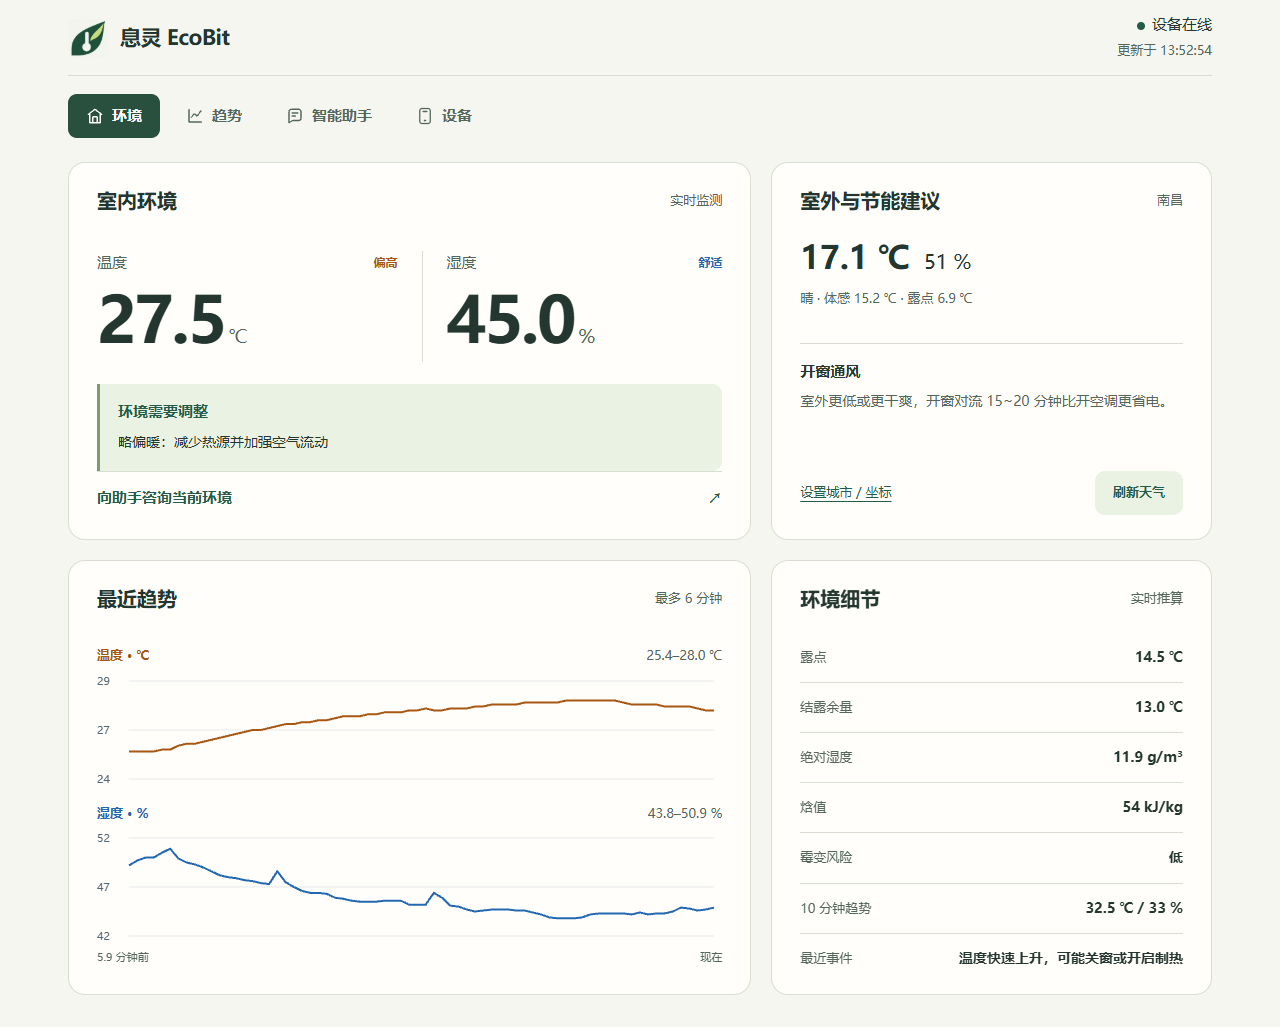 息灵 EcoBit
设备在线
更新于 13:52:54
环境
趋势
智能助手
设备
室内环境
实时监测
温度
偏高
27.5 ℃
湿度
舒适
45.0 %
环境需要调整
略偏暖：减少热源并加强空气流动
向助手咨询当前环境 ↗
室外与节能建议
南昌
17.1 ℃ 51 %
晴 · 体感 15.2 ℃ · 露点 6.9 ℃
开窗通风
室外更低或更干爽，开窗对流 15~20 分钟比开空调更省电。
设置城市 / 坐标
刷新天气
最近趋势
最多 6 分钟
温度 • ℃
25.4–28.0 ℃
29
27
24
湿度 • %
43.8–50.9 %
52
47
42
5.9 分钟前
现在
环境细节
实时推算
露点 14.5 ℃
结露余量 13.0 ℃
绝对湿度 11.9 g/m³
焓值 54 kJ/kg
霉变风险 低
10 分钟趋势 32.5 ℃ / 33 %
最近事件 温度快速上升，可能关窗或开启制热